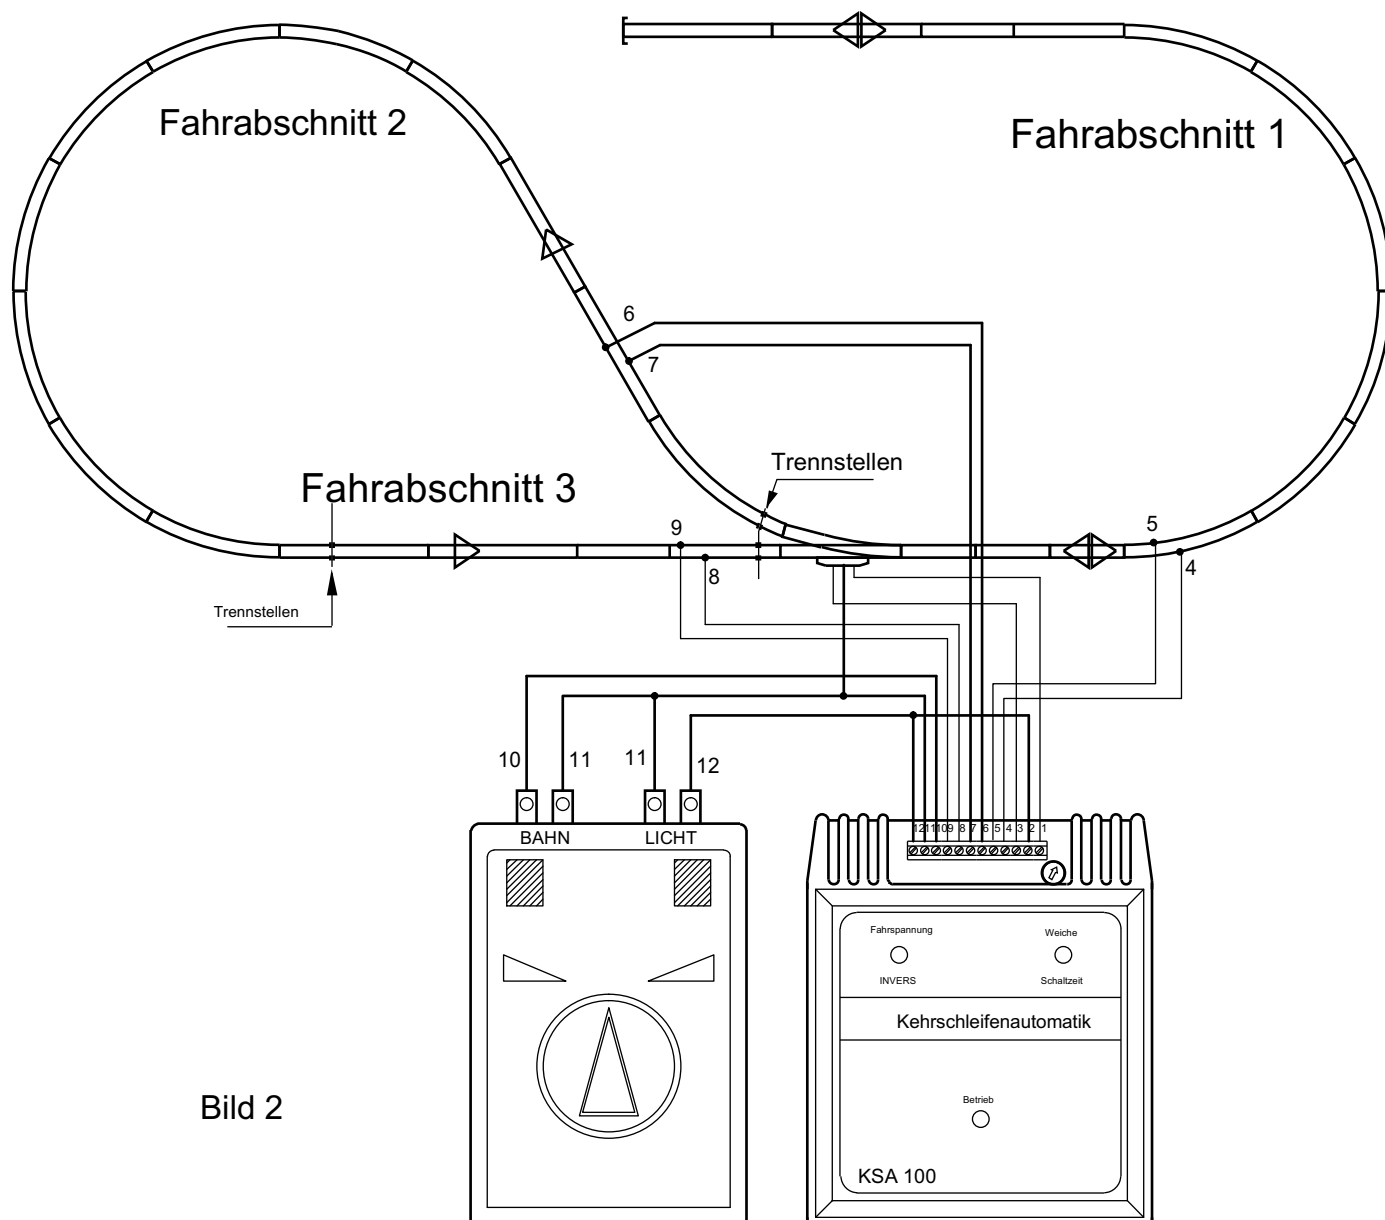 Fahrabschnitt 2
Fahrabschnitt 1
6
7
Trennstellen
Fahrabschnitt 3
9
8
5
4
Trennstellen
10
11
11
12
BAHN
LICHT
12 11 10 9 8 7 6 5 4 3 2 1
Fahrspannung
Weiche
INVERS
Schaltzeit
Kehrschleifenautomatik
Betrieb
KSA 100
Bild 2